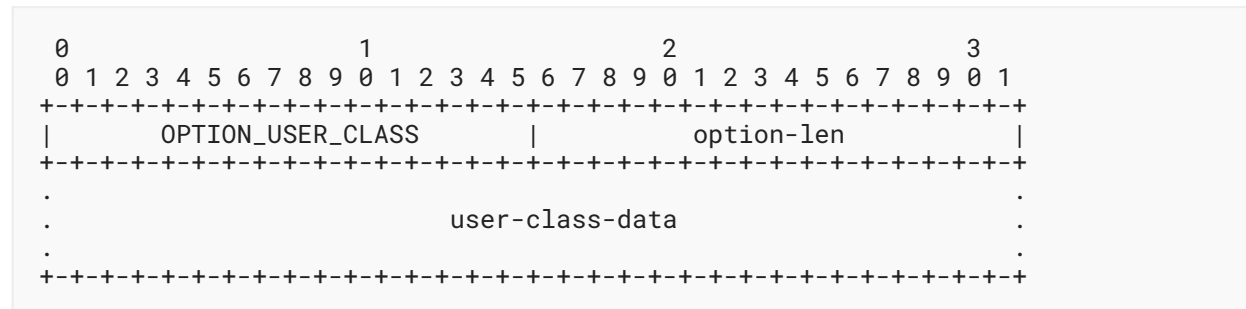 0                   1                   2                   3
 0 1 2 3 4 5 6 7 8 9 0 1 2 3 4 5 6 7 8 9 0 1 2 3 4 5 6 7 8 9 0 1
+-+-+-+-+-+-+-+-+-+-+-+-+-+-+-+-+-+-+-+-+-+-+-+-+-+-+-+-+-+-+-+-+
|       OPTION_USER_CLASS       |          option-len           |
+-+-+-+-+-+-+-+-+-+-+-+-+-+-+-+-+-+-+-+-+-+-+-+-+-+-+-+-+-+-+-+-+
.                                                               .
.                          user-class-data                      .
.                                                               .
+-+-+-+-+-+-+-+-+-+-+-+-+-+-+-+-+-+-+-+-+-+-+-+-+-+-+-+-+-+-+-+-+